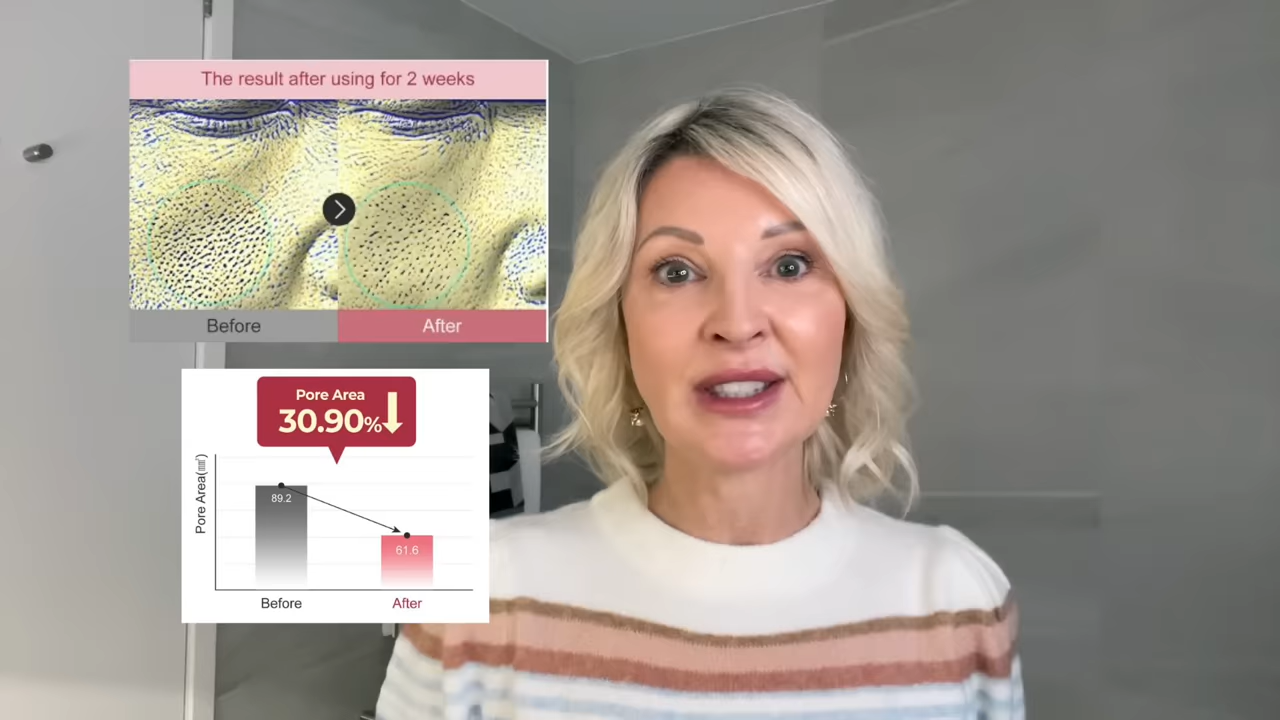 The result after using for 2 weeks
Before
After
Pore Area
30.90%↓
Pore Area(㎟)
89.2
61.6
Before
After